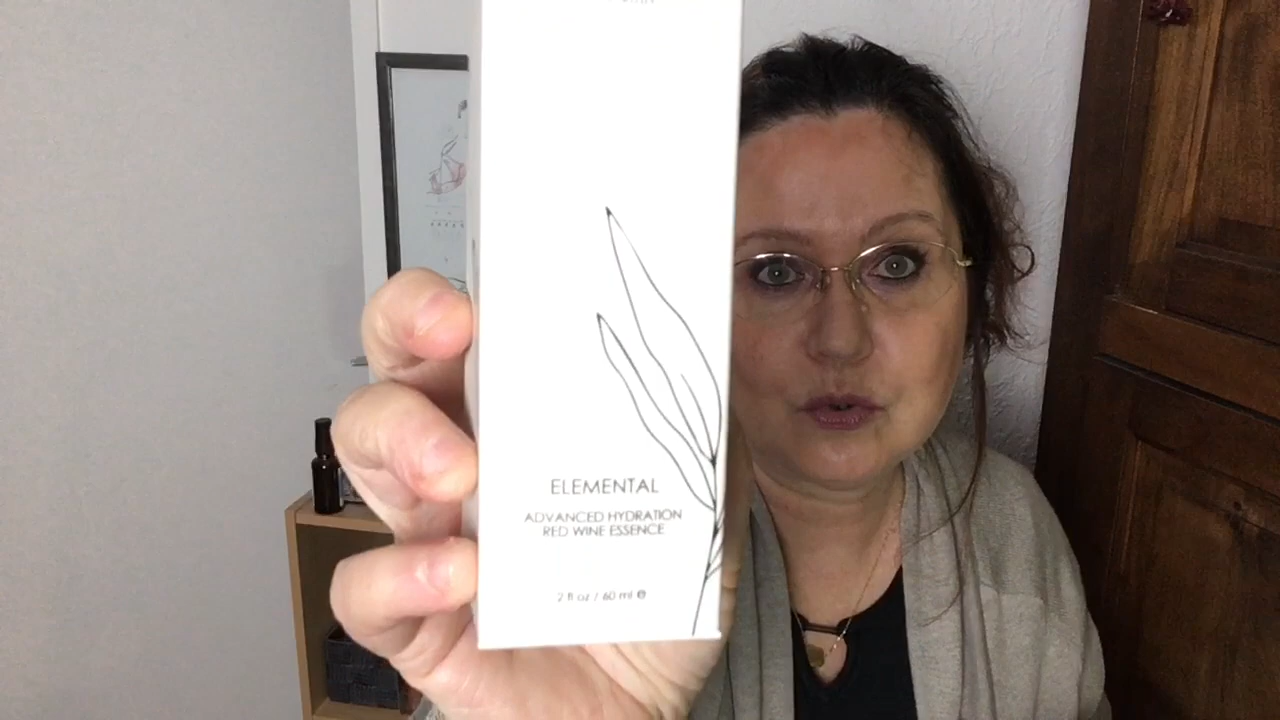 ELEMENTAL
ADVANCED HYDRATION
RED WINE ESSENCE
2 fl oz / 60 ml ℮